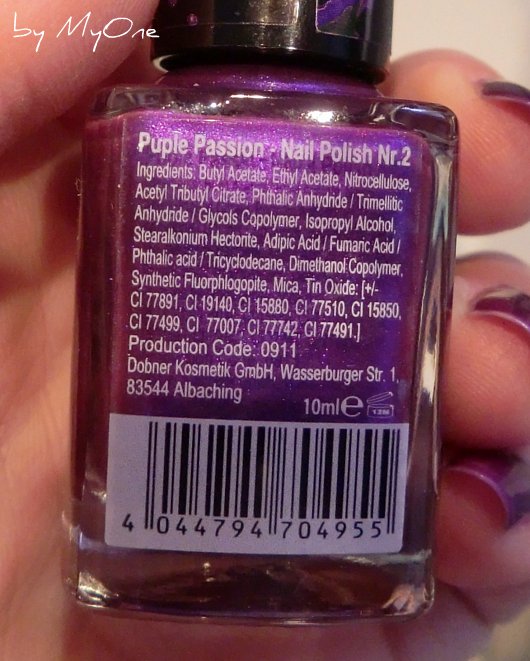 by MyOne
Puple Passion - Nail Polish Nr.2
Ingredients: Butyl Acetate, Ethyl Acetate, Nitrocellulose,
Acetyl Tributyl Citrate, Phthalic Anhydride / Trimellitic
Anhydride / Glycols Copolymer, Isopropyl Alcohol,
Stearalkonium Hectorite, Adipic Acid / Fumaric Acid /
Phthalic acid / Tricyclodecane, Dimethanol Copolymer,
Synthetic Fluorphlogopite, Mica, Tin Oxide: [+/-
CI 77891, CI 19140, CI 15880, CI 77510, CI 15850,
CI 77499, CI 77007, CI 77742, CI 77491.]
Production Code: 0911
Dobner Kosmetik GmbH, Wasserburger Str. 1
83544 Albaching
10ml e 12M
4 044794 704955